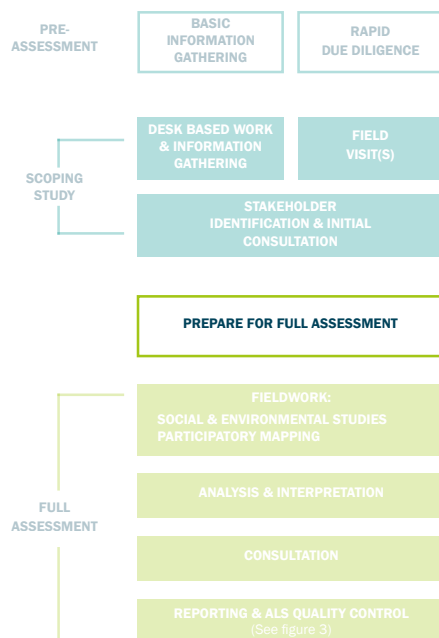 PRE-
ASSESSMENT
BASIC
INFORMATION
GATHERING
RAPID
DUE DILIGENCE
SCOPING
STUDY
DESK BASED WORK
& INFORMATION
GATHERING
FIELD
VISIT(S)
STAKEHOLDER
IDENTIFICATION & INITIAL
CONSULTATION
PREPARE FOR FULL ASSESSMENT
FULL
ASSESSMENT
FIELDWORK:
SOCIAL & ENVIRONMENTAL STUDIES
PARTICIPATORY MAPPING
ANALYSIS & INTERPRETATION
CONSULTATION
REPORTING & ALS QUALITY CONTROL
(See figure 3)